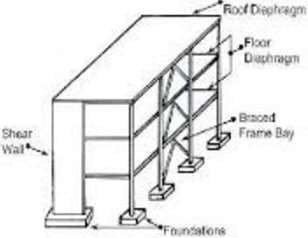 Roof Diaphragm
Floor
Diaphragm
Braced
Frame Bay
Shear
Wall
Foundations